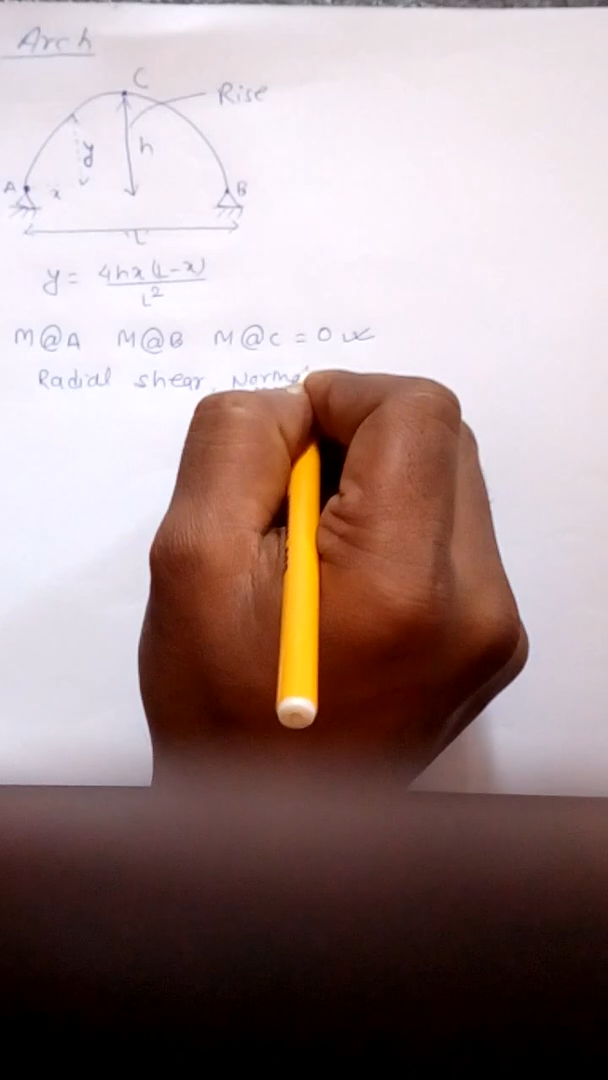 Arch
C
Rise
y
h
A
x
B
L
y = 4hx(L-x)/L²
M@A M@B M@C = 0
Radial shear, Norma